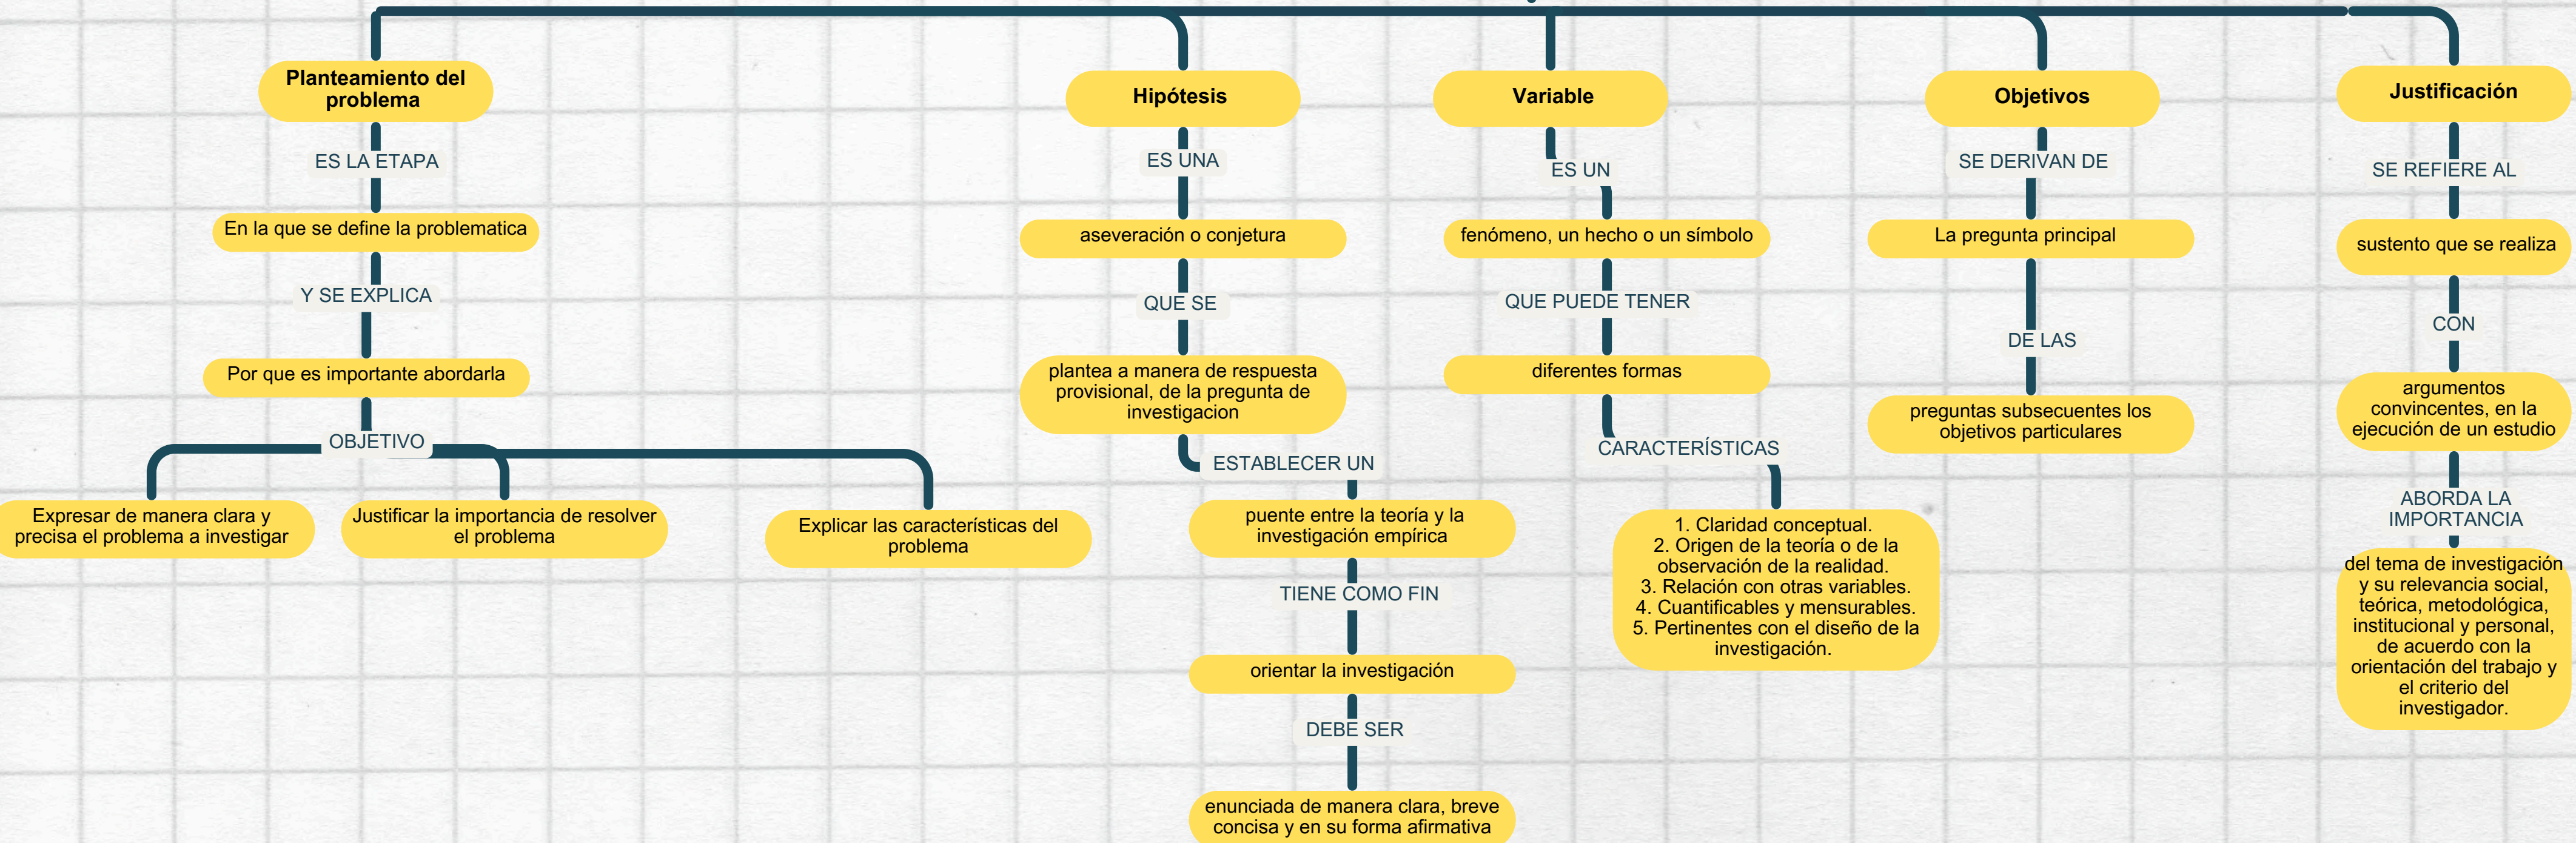 Planteamiento del
problema
ES LA ETAPA
En la que se define la problematica
Y SE EXPLICA
Por que es importante abordarla
OBJETIVO
Expresar de manera clara y
precisa el problema a investigar
Justificar la importancia de resolver
el problema
Explicar las características del
problema
Hipótesis
ES UNA
aseveración o conjetura
QUE SE
plantea a manera de respuesta
provisional, de la pregunta de
investigacion
ESTABLECER UN
puente entre la teoría y la
investigación empírica
TIENE COMO FIN
orientar la investigación
DEBE SER
enunciada de manera clara, breve
concisa y en su forma afirmativa
Variable
ES UN
fenómeno, un hecho o un símbolo
QUE PUEDE TENER
diferentes formas
CARACTERÍSTICAS
1. Claridad conceptual.
2. Origen de la teoría o de la
observación de la realidad.
3. Relación con otras variables.
4. Cuantificables y mensurables.
5. Pertinentes con el diseño de la
investigación.
Objetivos
SE DERIVAN DE
La pregunta principal
DE LAS
preguntas subsecuentes los
objetivos particulares
Justificación
SE REFIERE AL
sustento que se realiza
CON
argumentos
convincentes, en la
ejecución de un estudio
ABORDA LA
IMPORTANCIA
del tema de investigación
y su relevancia social,
teórica, metodológica,
institucional y personal,
de acuerdo con la
orientación del trabajo y
el criterio del
investigador.